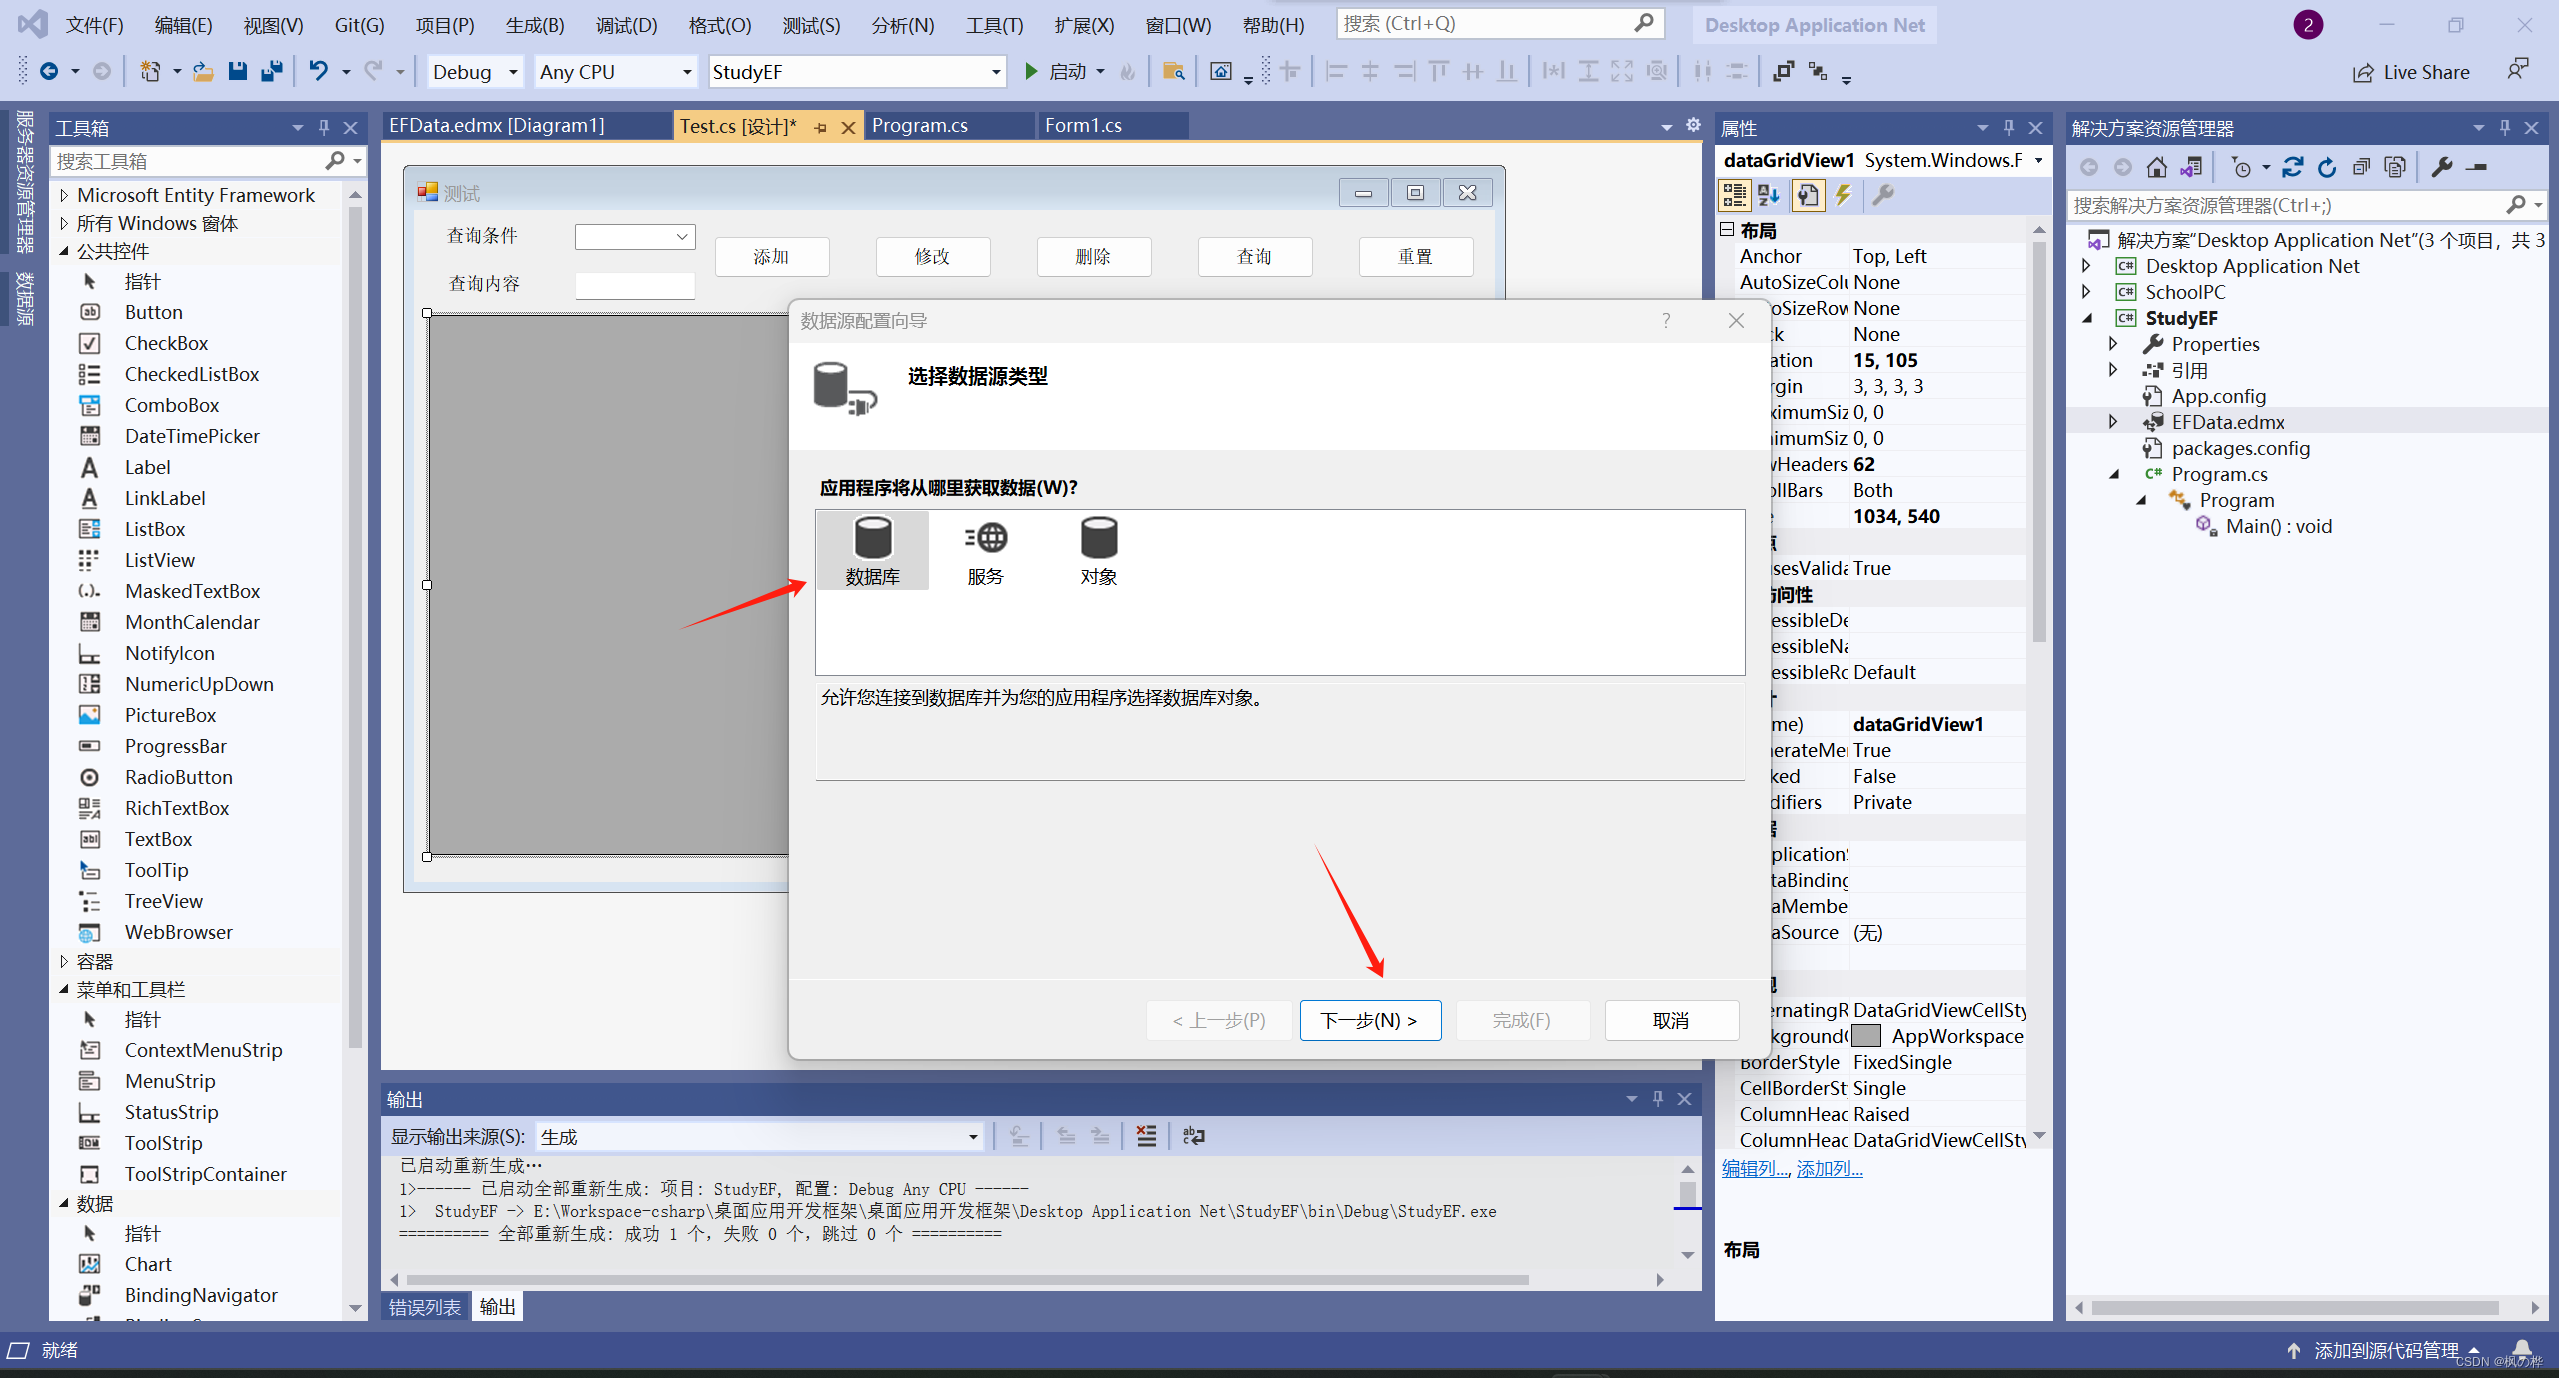 文件(F) 编辑(E) 视图(V) Git(G) 项目(P) 生成(B) 调试(D) 格式(O) 测试(S) 分析(N) 工具(T) 扩展(X) 窗口(W) 帮助(H) 搜索 (Ctrl+Q) Desktop Application Net 2
Debug Any CPU StudyEF 启动 Live Share
服务器资源管理器
数据源
工具箱
搜索工具箱
Microsoft Entity Framework
所有 Windows 窗体
公共控件
指针
Button
CheckBox
CheckedListBox
ComboBox
DateTimePicker
Label
LinkLabel
ListBox
ListView
MaskedTextBox
MonthCalendar
NotifyIcon
NumericUpDown
PictureBox
ProgressBar
RadioButton
RichTextBox
TextBox
ToolTip
TreeView
WebBrowser
容器
菜单和工具栏
指针
ContextMenuStrip
MenuStrip
StatusStrip
ToolStrip
ToolStripContainer
数据
指针
Chart
BindingNavigator
EFData.edmx [Diagram1] Test.cs [设计]* Program.cs Form1.cs
测试
查询条件 添加 修改 删除 查询 重置
查询内容
数据源配置向导 ?
选择数据源类型
应用程序将从哪里获取数据(W)?
数据库 服务 对象
允许您连接到数据库并为您的应用程序选择数据库对象。
< 上一步(P) 下一步(N) > 完成(F) 取消
输出
显示输出来源(S): 生成
已启动重新生成…
1>------ 已启动全部重新生成: 项目: StudyEF, 配置: Debug Any CPU ------
1> StudyEF -> E:\Workspace-csharp\桌面应用开发框架\桌面应用开发框架\Desktop Application Net\StudyEF\bin\Debug\StudyEF.exe
========== 全部重新生成: 成功 1 个，失败 0 个，跳过 0 个 ==========
错误列表 输出
属性
dataGridView1 System.Windows.F
布局
Anchor Top, Left
AutoSizeColu None
oSizeRow None
k None
ation 15, 105
rgin 3, 3, 3, 3
ximumSiz 0, 0
imumSiz 0, 0
vHeaders 62
ollBars Both
e 1034, 540
点
sesValida True
访问性
essibleDe
essibleNa
essibleRo Default
me) dataGridView1
erateMe True
ked False
difiers Private
据
plication
taBinding
aMembe
aSource (无)
观
ernatingR DataGridViewCellSty
kground AppWorkspace
BorderStyle FixedSingle
CellBorderSt Single
ColumnHead Raised
ColumnHead DataGridViewCellSty
编辑列..., 添加列...
布局
解决方案资源管理器
搜索解决方案资源管理器(Ctrl+;)
解决方案“Desktop Application Net”(3 个项目，共 3
Desktop Application Net
SchoolPC
StudyEF
Properties
引用
App.config
EFData.edmx
packages.config
Program.cs
Program
Main() : void
就绪 添加到源代码管理
CSDN @枫の桦